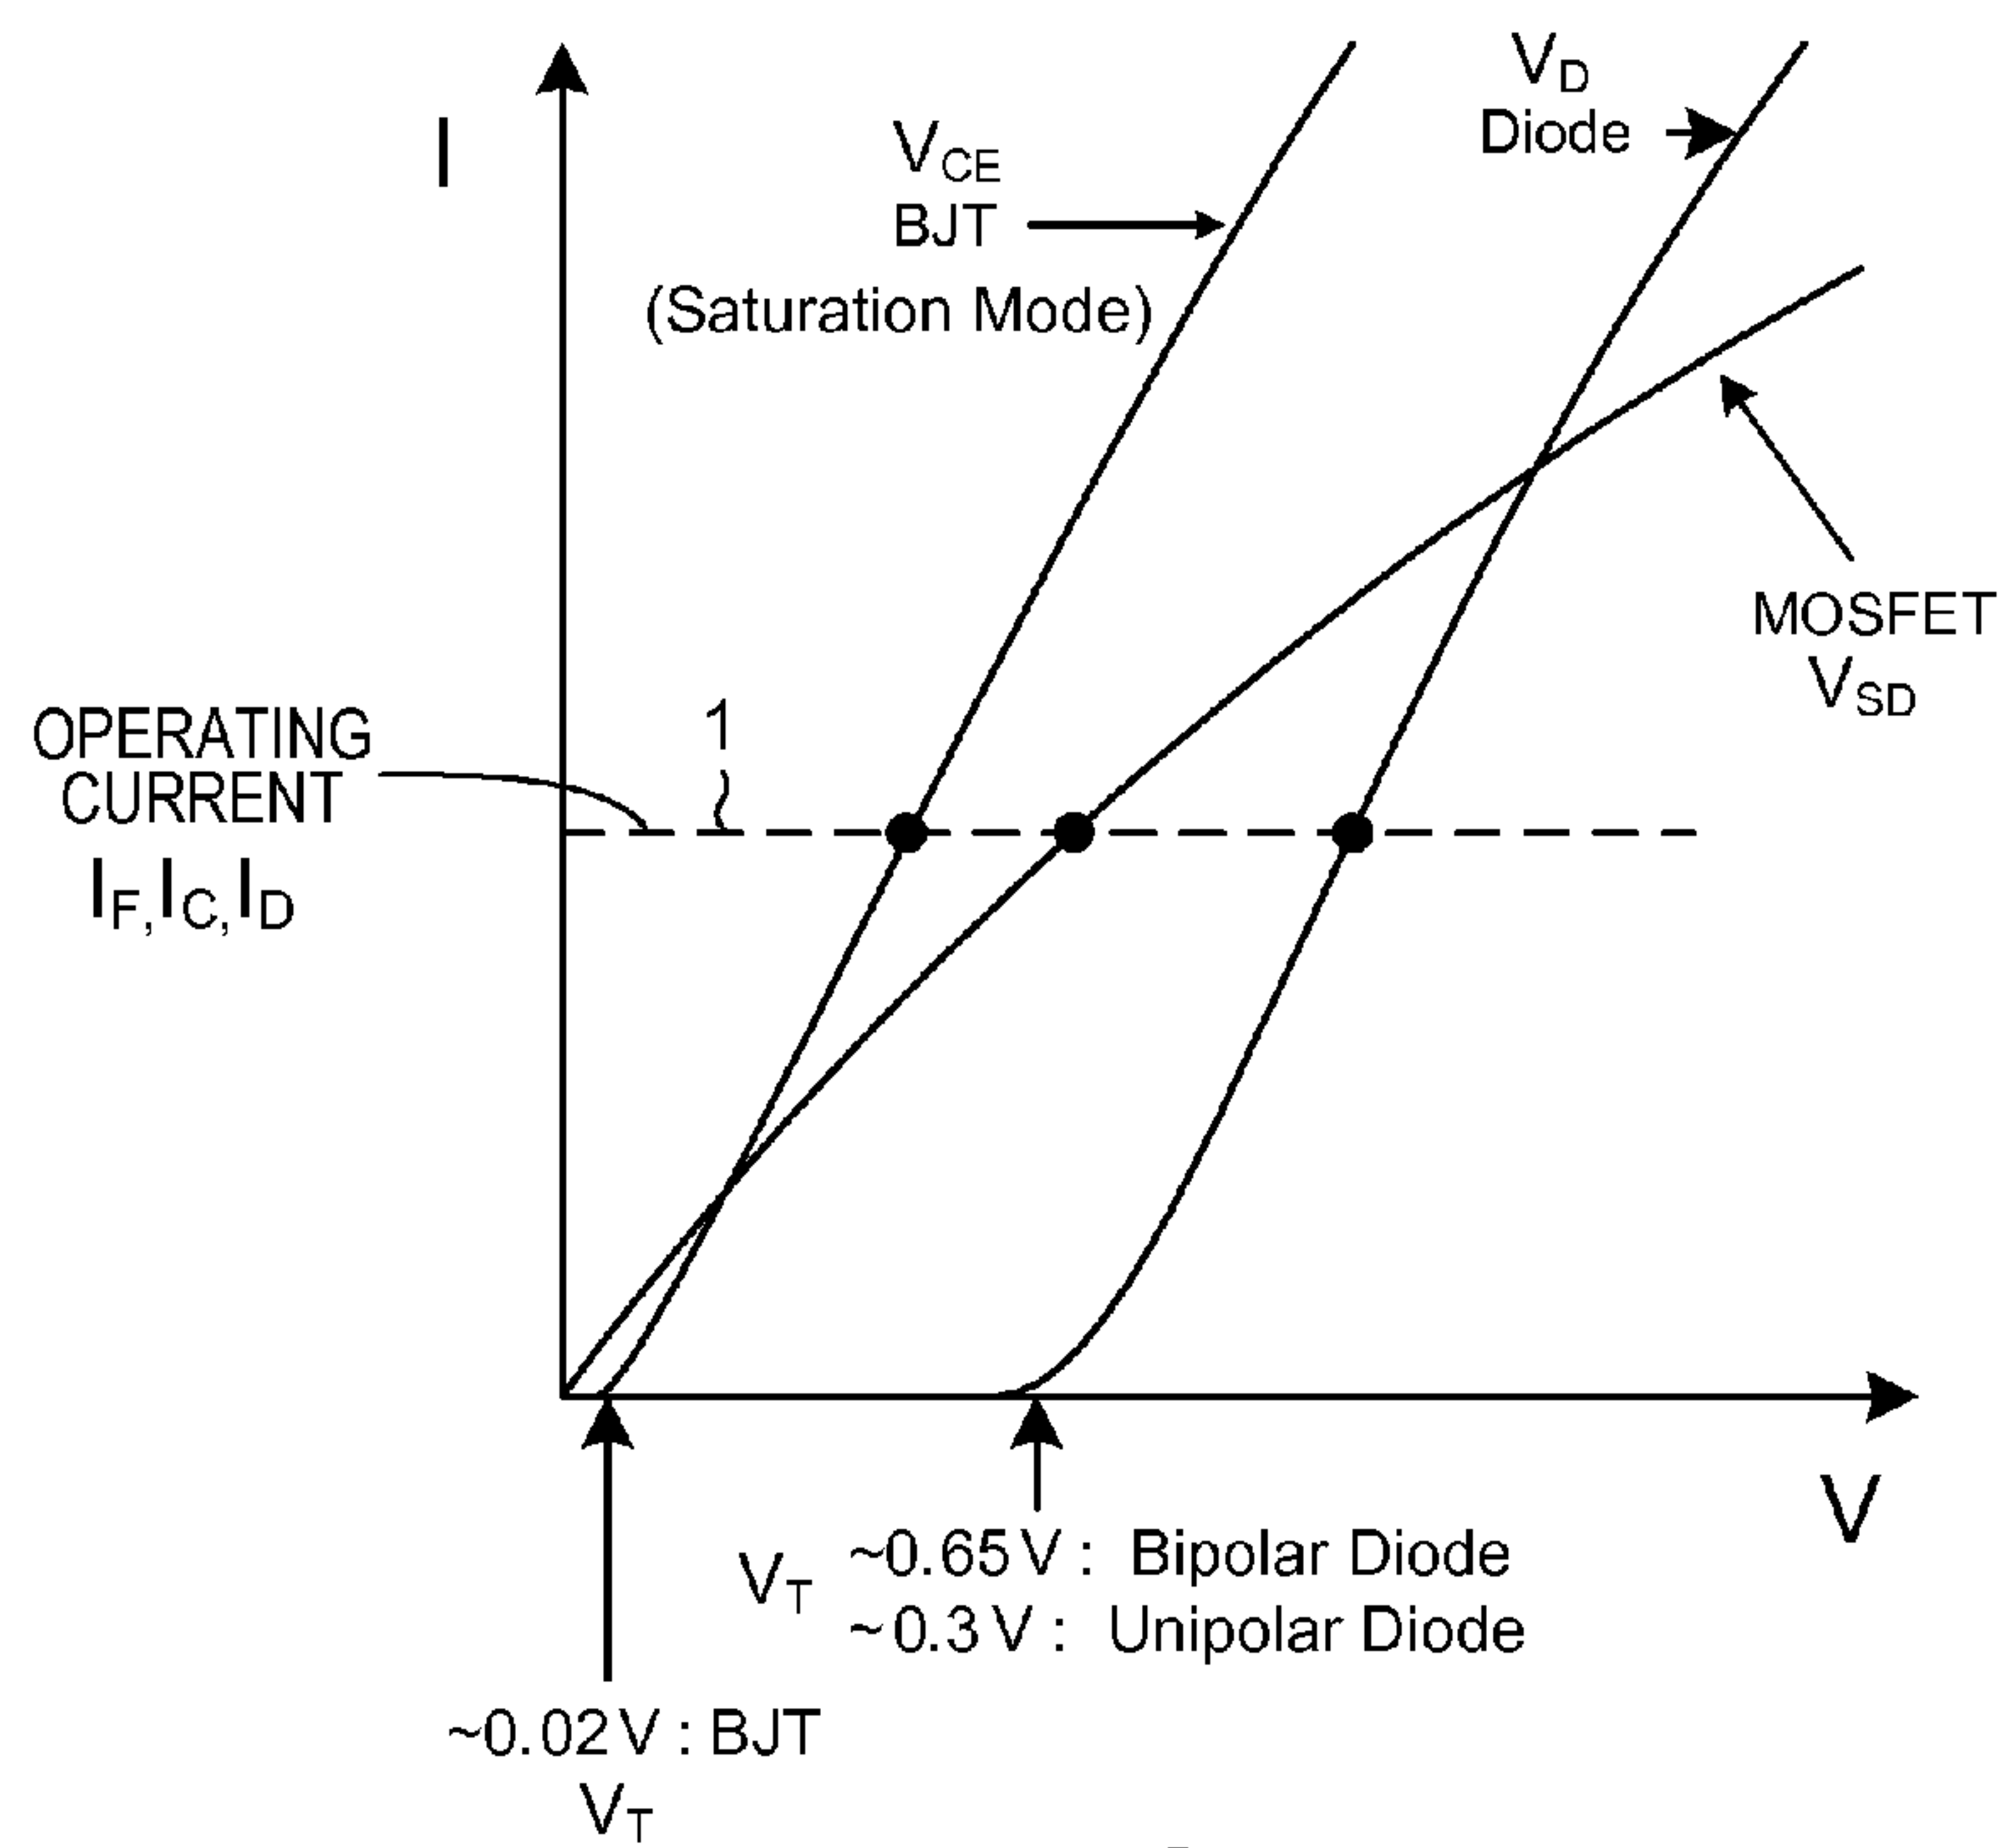 I
V_CE
BJT
(Saturation Mode)
V_D
Diode
MOSFET
V_SD
OPERATING
CURRENT
I_F, I_C, I_D
1
V
V_T
~0.65 V : Bipolar Diode
~0.3 V : Unipolar Diode
~0.02 V : BJT
V_T